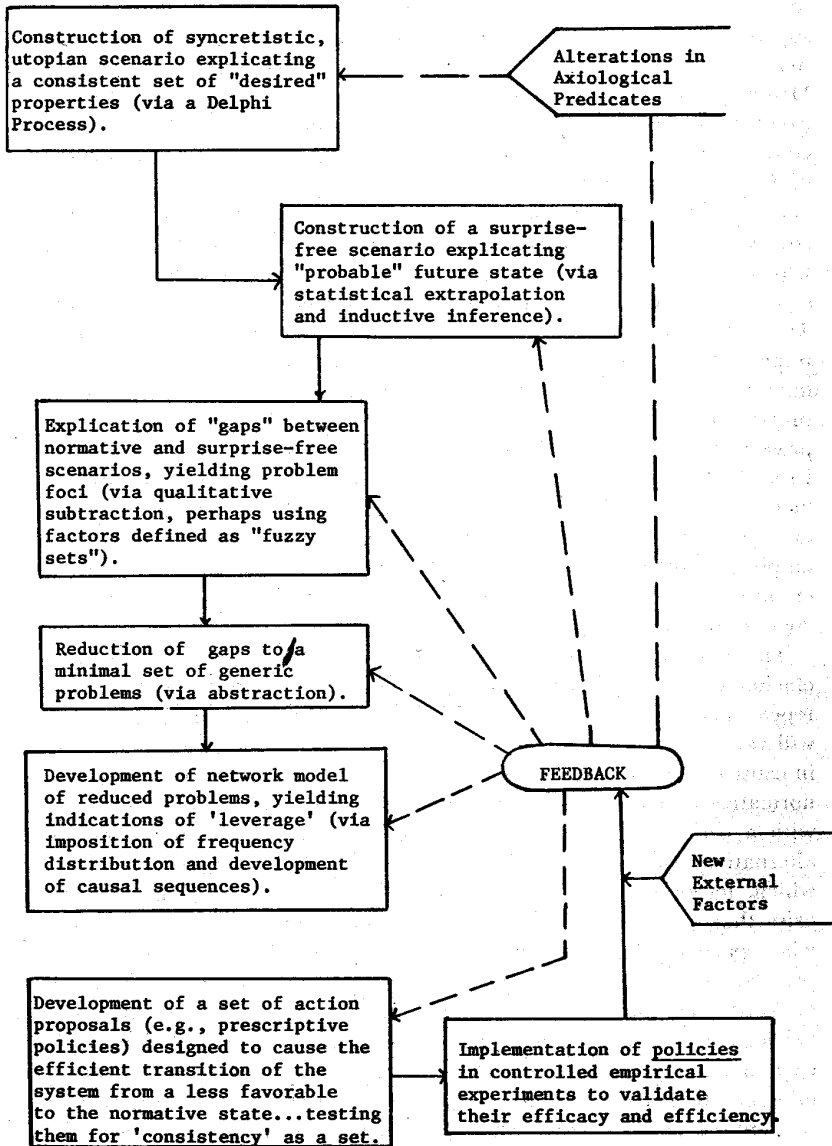 Construction of syncretistic,
utopian scenario explicating
a consistent set of "desired"
properties (via a Delphi
Process).
Alterations in
Axiological
Predicates
Construction of a surprise-
free scenario explicating
"probable" future state (via
statistical extrapolation
and inductive inference).
Explication of "gaps" between
normative and surprise-free
scenarios, yielding problem
foci (via qualitative
subtraction, perhaps using
factors defined as "fuzzy
sets").
Reduction of gaps to a
minimal set of generic
problems (via abstraction).
Development of network model
of reduced problems, yielding
indications of 'leverage' (via
imposition of frequency
distribution and development
of causal sequences).
FEEDBACK
New
External
Factors
Development of a set of action
proposals (e.g., prescriptive
policies) designed to cause the
efficient transition of the
system from a less favorable
to the normative state...testing
them for 'consistency' as a set.
Implementation of policies
in controlled empirical
experiments to validate
their efficacy and efficiency.